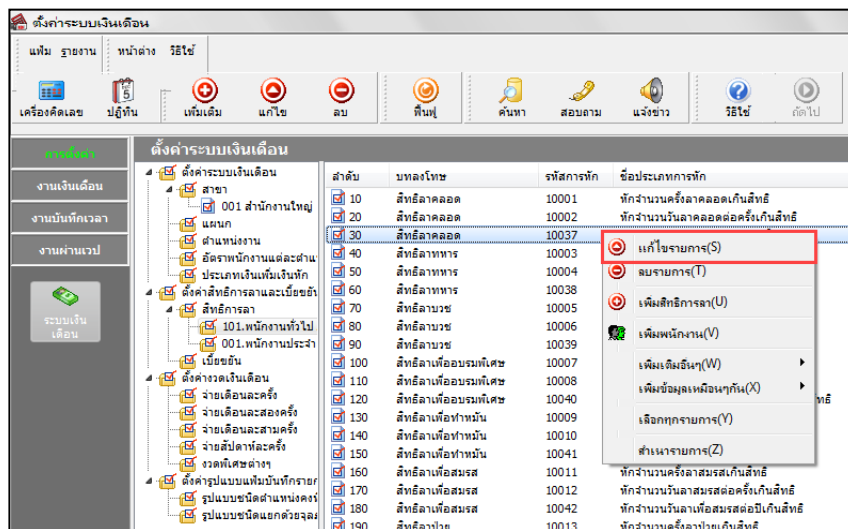 ตั้งค่าระบบเงินเดือน
แฟ้ม รายงาน หน้าต่าง วิธีใช้
เครื่องคิดเลข ปฏิทิน เพิ่มเติม แก้ไข ลบ ฟื้นฟู ค้นหา สอบถาม แจ้งข่าว วิธีใช้ ถัดไป
การตั้งค่า
งานเงินเดือน
งานบันทึกเวลา
งานผ่านเวป
ระบบเงิน
เดือน
ตั้งค่าระบบเงินเดือน
ตั้งค่าระบบเงินเดือน
สาขา
001 สำนักงานใหญ่
แผนก
ตำแหน่งงาน
อัตราพนักงานแต่ละตำแ
ประเภทเงินเพิ่มเงินหัก
ตั้งค่าสิทธิการลาและเบี้ยขยัน
สิทธิการลา
101.พนักงานทั่วไป
001.พนักงานประจำ
เบี้ยขยัน
ตั้งค่างวดเงินเดือน
จ่ายเดือนละครั้ง
จ่ายเดือนละสองครั้ง
จ่ายเดือนละสามครั้ง
จ่ายสัปดาห์ละครั้ง
งวดพิเศษต่างๆ
ตั้งค่ารูปแบบแฟ้มบันทึกราย
รูปแบบชนิดตำแหน่งคง
รูปแบบชนิดแยกด้วยจุล
ลำดับ บทลงโทษ รหัสการหัก ชื่อประเภทการหัก
10 สิทธิลาคลอด 10001 หักจำนวนครั้งลาคลอดเกินสิทธิ
20 สิทธิลาคลอด 10002 หักจำนวนวันลาคลอดต่อครั้งเกินสิทธิ
30 สิทธิลาคลอด 10037
40 สิทธิลาทหาร 10003
50 สิทธิลาทหาร 10004
60 สิทธิลาทหาร 10038
70 สิทธิลาบวช 10005
80 สิทธิลาบวช 10006
90 สิทธิลาบวช 10039
100 สิทธิลาเพื่ออบรมพิเศษ 10007
110 สิทธิลาเพื่ออบรมพิเศษ 10008
120 สิทธิลาเพื่ออบรมพิเศษ 10040
130 สิทธิลาเพื่อทำหมัน 10009
140 สิทธิลาเพื่อทำหมัน 10010
150 สิทธิลาเพื่อทำหมัน 10041
160 สิทธิลาเพื่อสมรส 10011 หักจำนวนครั้งลาสมรสเกินสิทธิ
170 สิทธิลาเพื่อสมรส 10012 หักจำนวนวันลาสมรสต่อครั้งเกินสิทธิ
180 สิทธิลาเพื่อสมรส 10042 หักจำนวนวันลาเพื่อสมรสต่อปีเกินสิทธิ
190 สิทธิลาป่วย 10013 หักจำนวนครั้งลาป่วยเกินสิทธิ
แก้ไขรายการ(S)
ลบรายการ(T)
เพิ่มสิทธิการลา(U)
เพิ่มพนักงาน(V)
เพิ่มเติมอื่นๆ(W)
เพิ่มข้อมูลเหมือนๆกัน(X)
เลือกทุกรายการ(Y)
สำเนารายการ(Z)